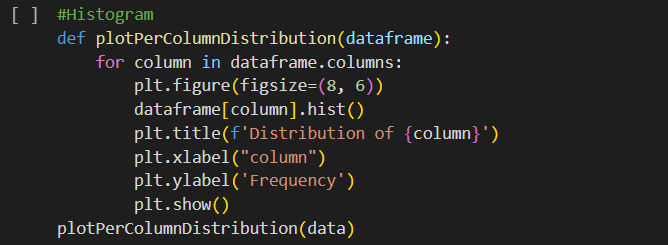 [ ] #Histogram
def plotPerColumnDistribution(dataframe):
    for column in dataframe.columns:
        plt.figure(figsize=(8, 6))
        dataframe[column].hist()
        plt.title(f'Distribution of {column}')
        plt.xlabel("column")
        plt.ylabel('Frequency')
        plt.show()
plotPerColumnDistribution(data)